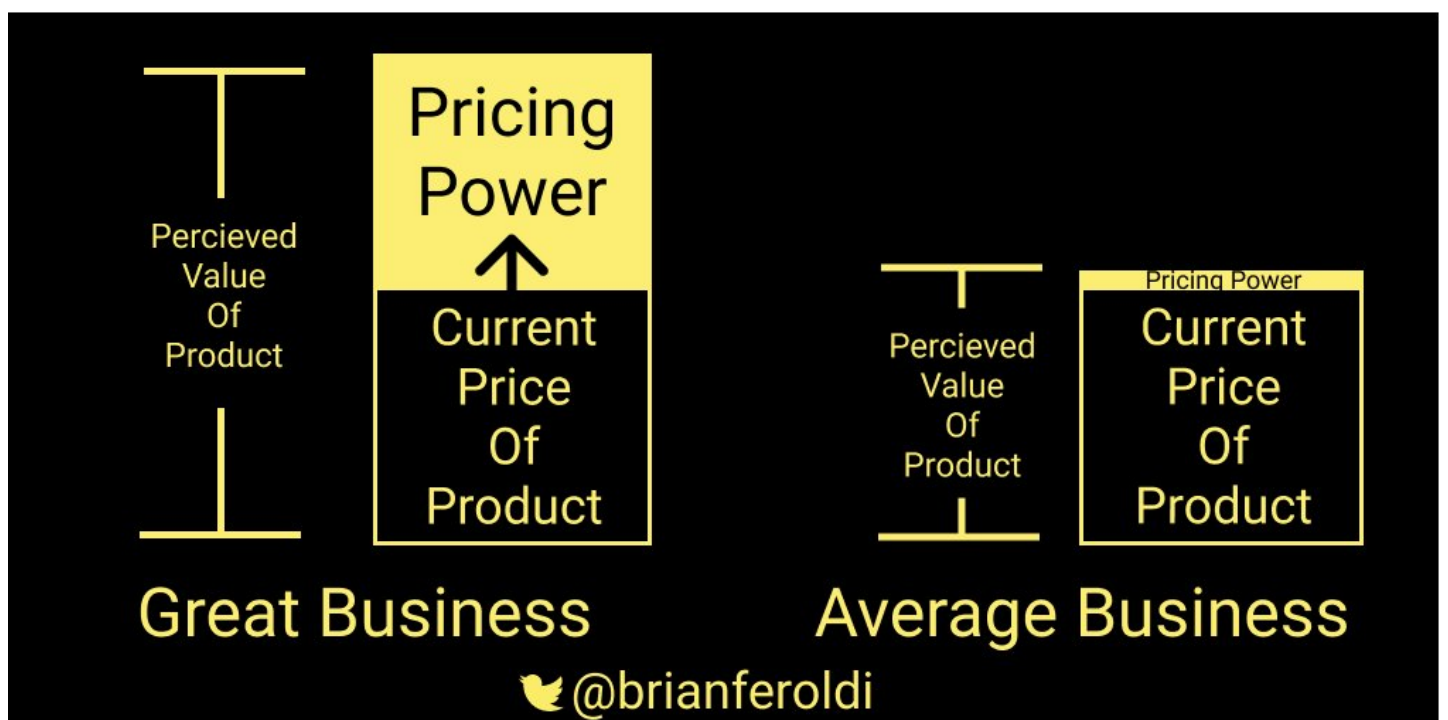 Pricing
Power
Percieved
Value
Of
Product
Current
Price
Of
Product
Great Business
Pricing Power
Percieved
Value
Of
Product
Current
Price
Of
Product
Average Business
@brianferoldi